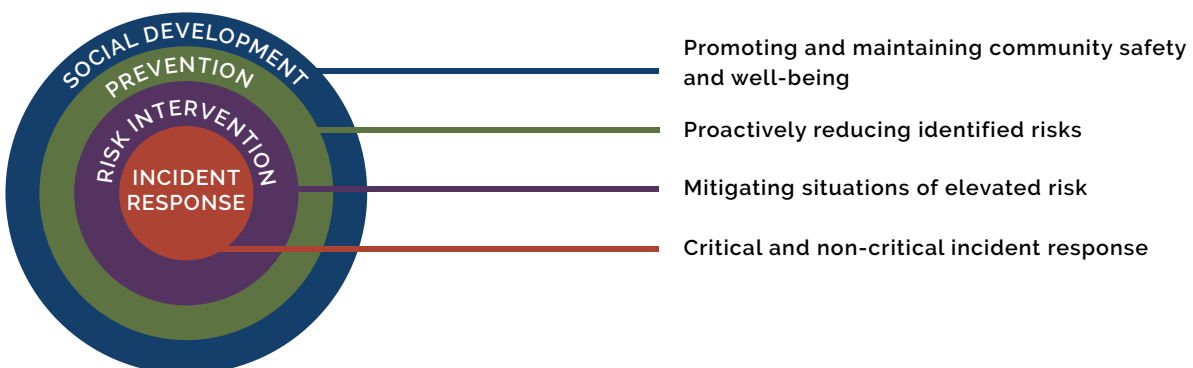 SOCIAL DEVELOPMENT
PREVENTION
RISK INTERVENTION
INCIDENT
RESPONSE
Promoting and maintaining community safety
and well-being
Proactively reducing identified risks
Mitigating situations of elevated risk
Critical and non-critical incident response